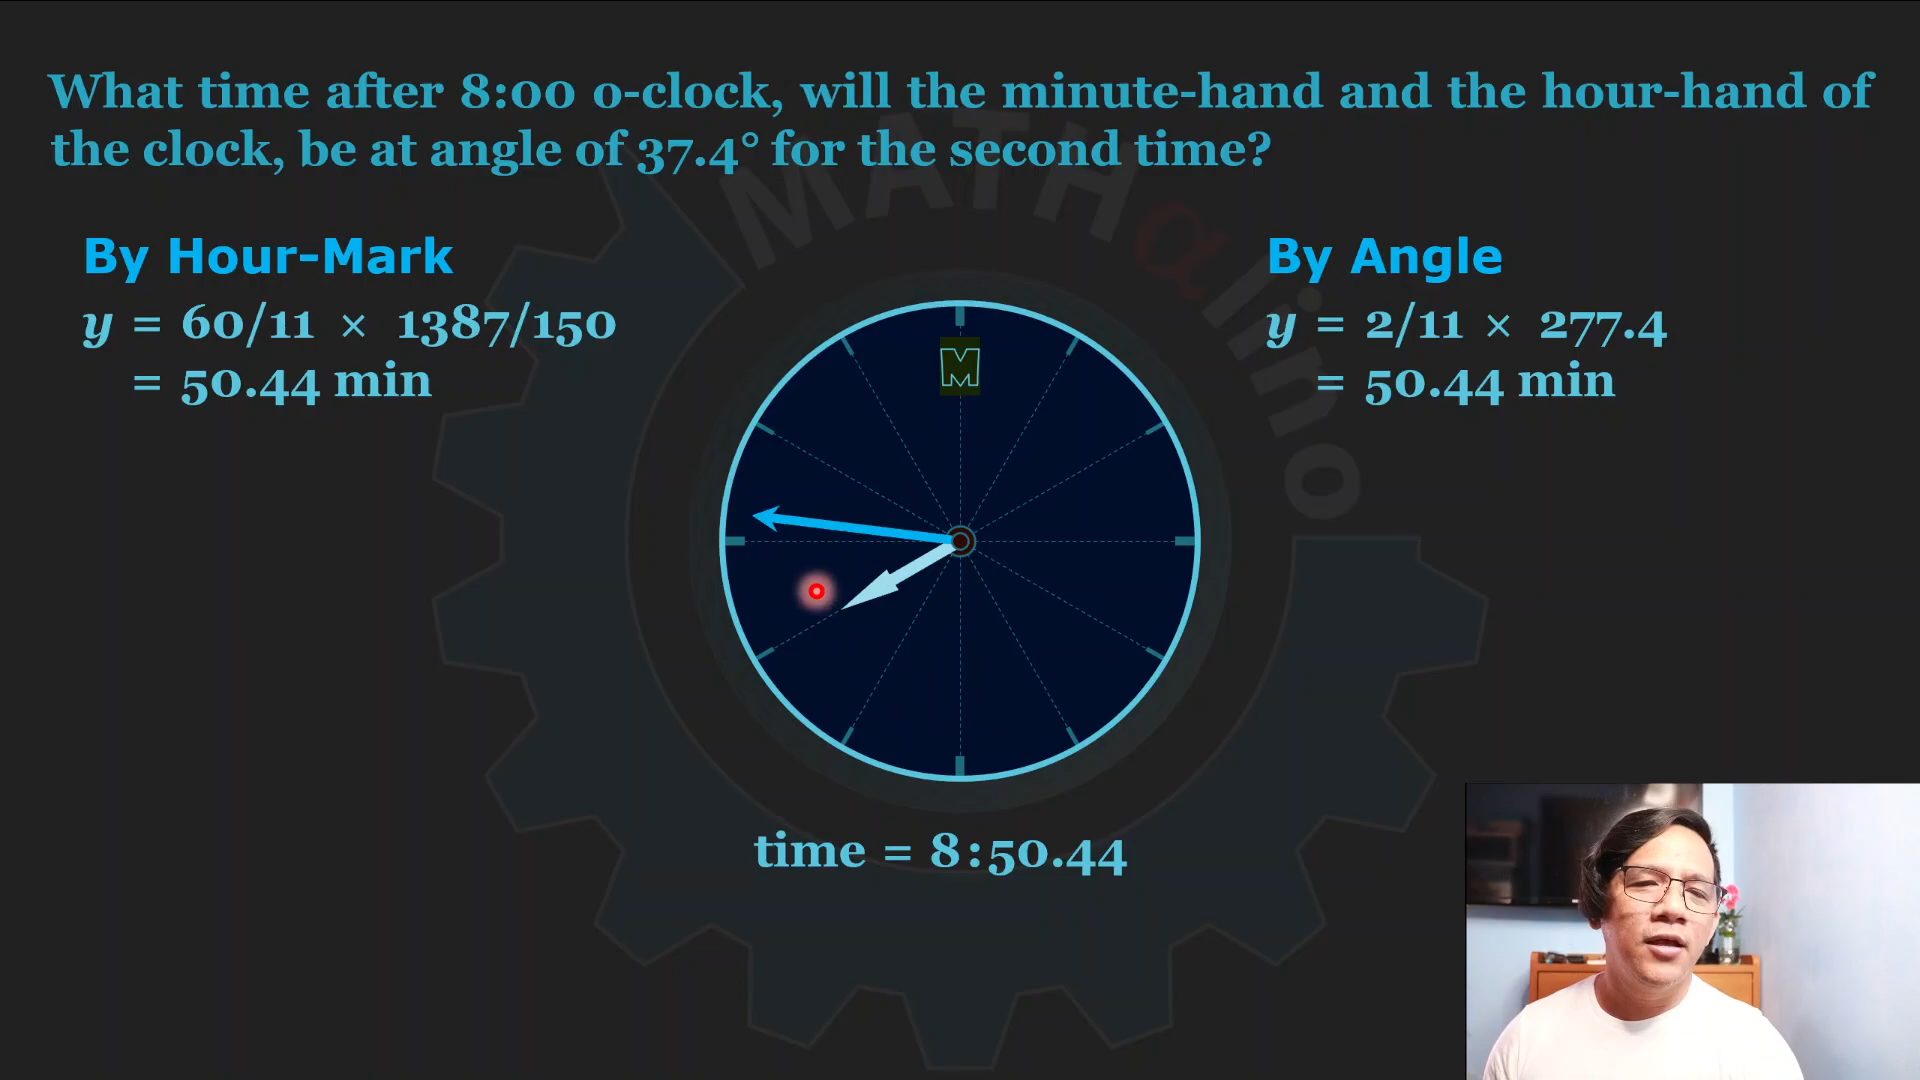 What time after 8:00 o-clock, will the minute-hand and the hour-hand of
the clock, be at angle of 37.4° for the second time?
By Hour-Mark
y = 60/11 × 1387/150
= 50.44 min
By Angle
y = 2/11 × 277.4
= 50.44 min
MATHalino
M
time = 8:50.44